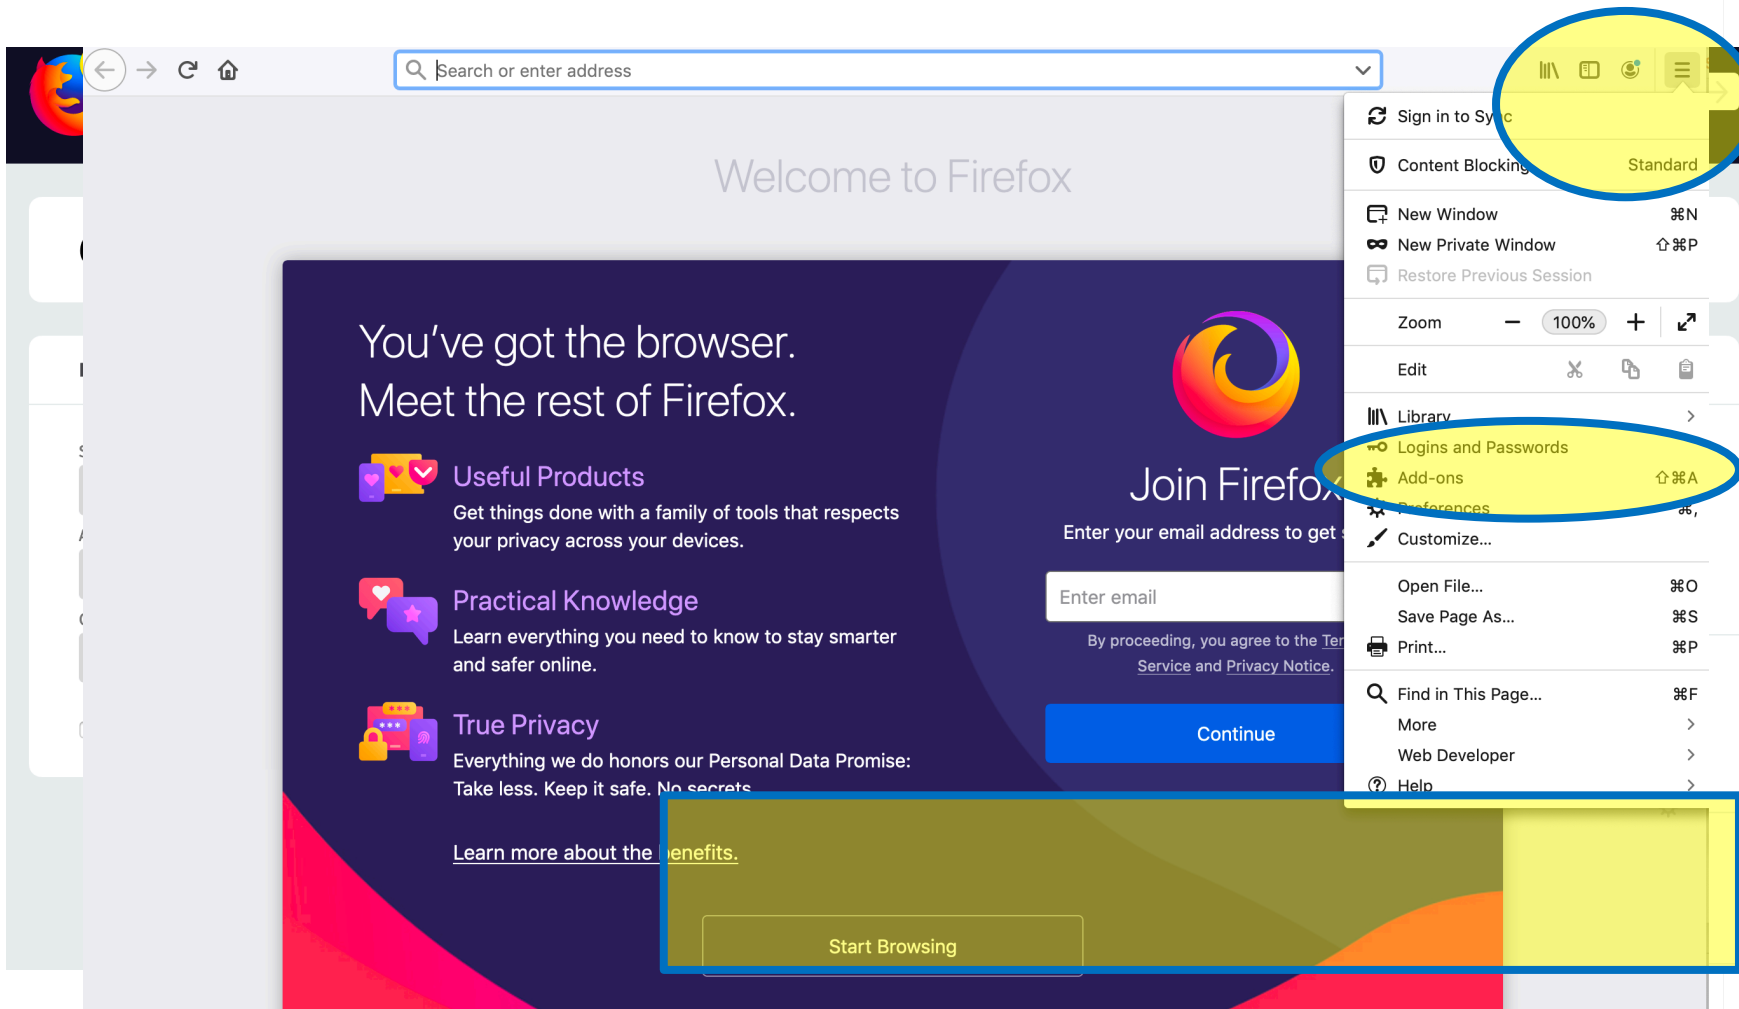 Search or enter address
Welcome to Firefox
You've got the browser.
Meet the rest of Firefox.
Useful Products
Get things done with a family of tools that respects
your privacy across your devices.
Practical Knowledge
Learn everything you need to know to stay smarter
and safer online.
True Privacy
Everything we do honors our Personal Data Promise:
Take less. Keep it safe. No secrets.
Learn more about the benefits.
Start Browsing
Join Firefox
Enter your email address to get
Enter email
By proceeding, you agree to the
Service and Privacy Notice.
Continue
Sign in to Sync
Content Blocking Standard
New Window ⌘N
New Private Window ⇧⌘P
Restore Previous Session
Zoom − 100% +
Edit
Library
Logins and Passwords
Add-ons ⇧⌘A
Preferences ⌘,
Customize...
Open File... ⌘O
Save Page As... ⌘S
Print... ⌘P
Find in This Page... ⌘F
More
Web Developer
Help